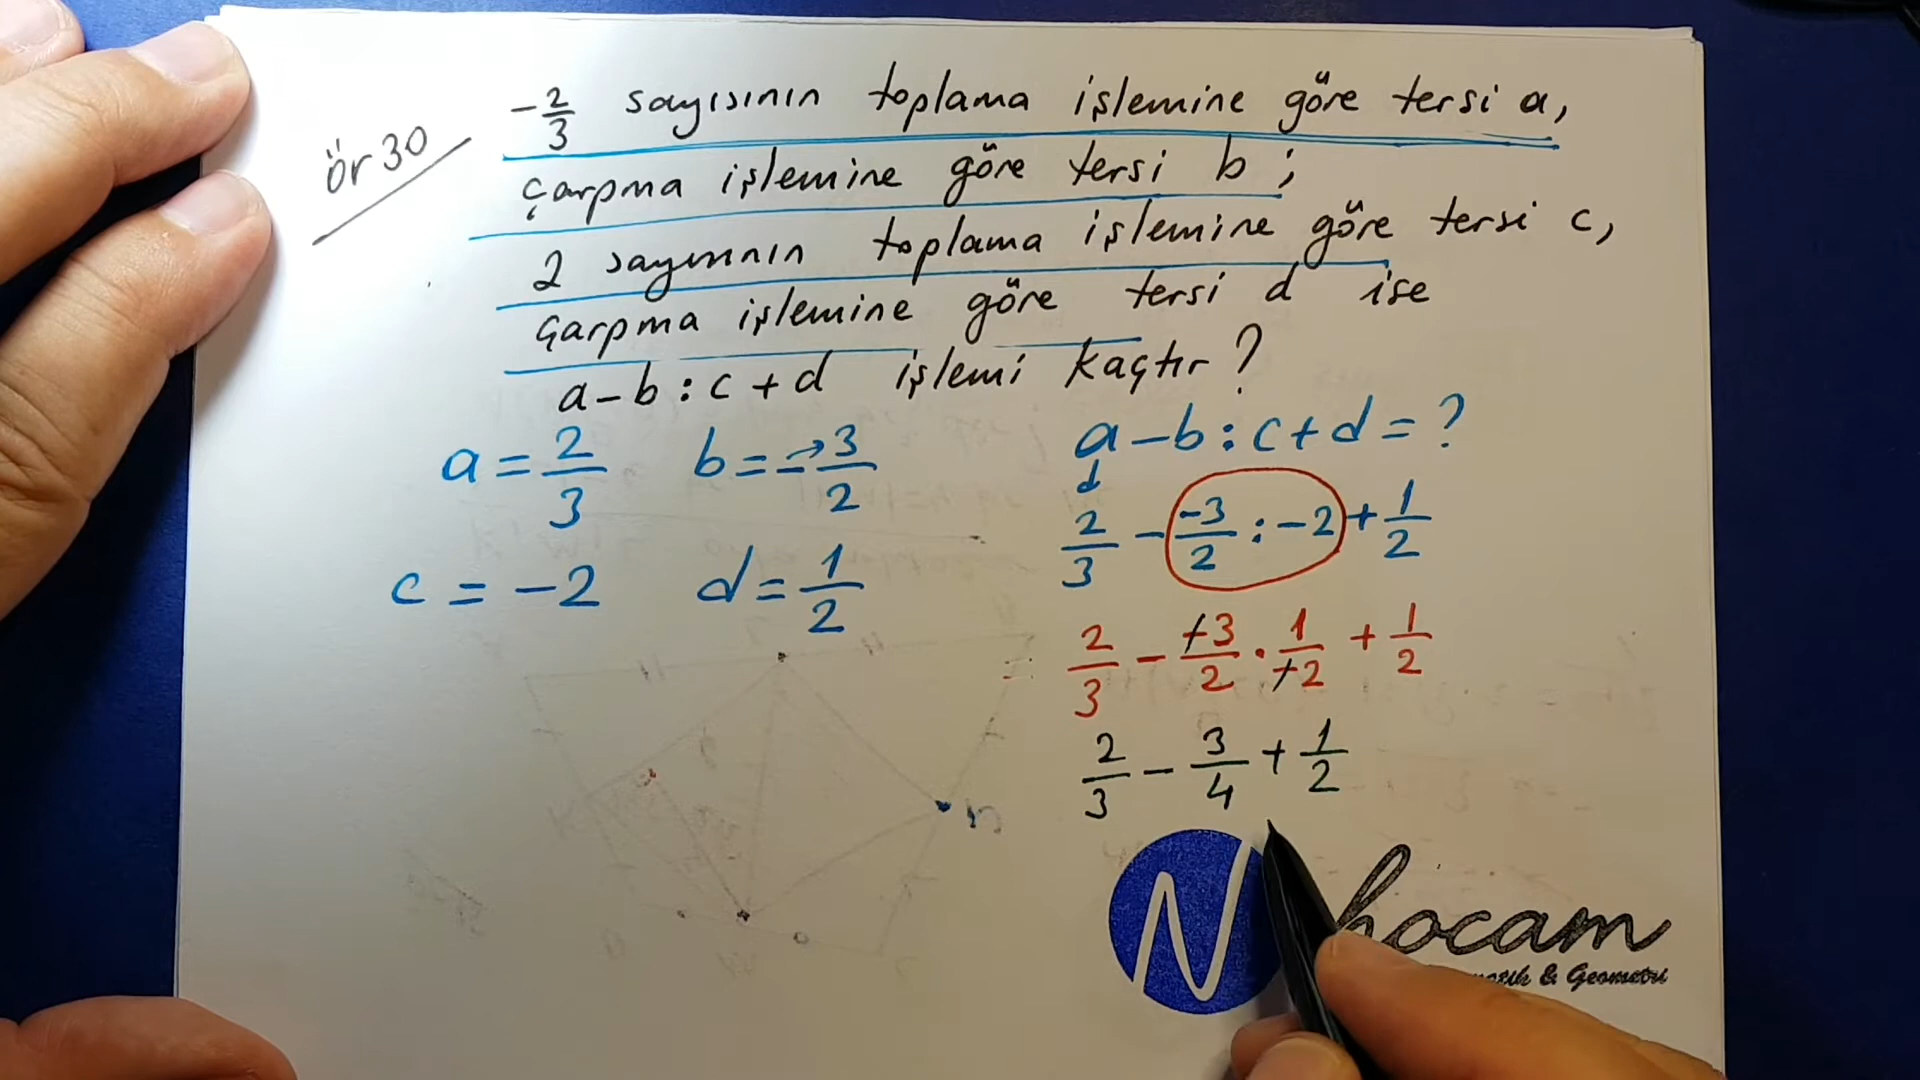 ör 30
-2/3 sayısının toplama işlemine göre tersi a,
çarpma işlemine göre tersi b;
2 sayısının toplama işlemine göre tersi c,
çarpma işlemine göre tersi d ise
a-b:c+d işlemi kaçtır?
a = 2/3 b = -3/2
c = -2 d = 1/2
a-b:c+d=?
2/3 - -3/2 : -2 + 1/2
= 2/3 - -3/2 . 1/-2 + 1/2
2/3 - 3/4 + 1/2
N hocam
& Geometri